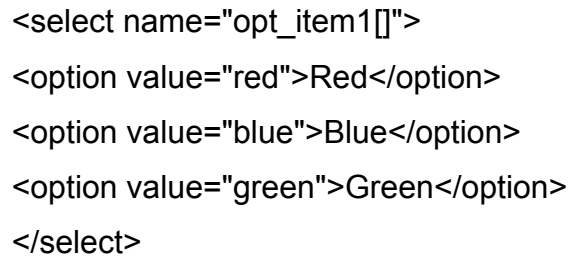 <select name="opt_item1[]">
<option value="red">Red</option>
<option value="blue">Blue</option>
<option value="green">Green</option>
</select>